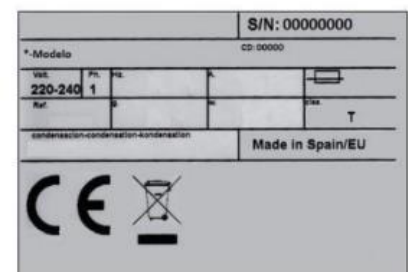 S/N: 00000000
*-Modelo
CD: 00000
Volt. Pn. Hz. A.
220-240 1
Ref. clas.
T
condensacion-condensation-kondensation
Made in Spain/EU
CE